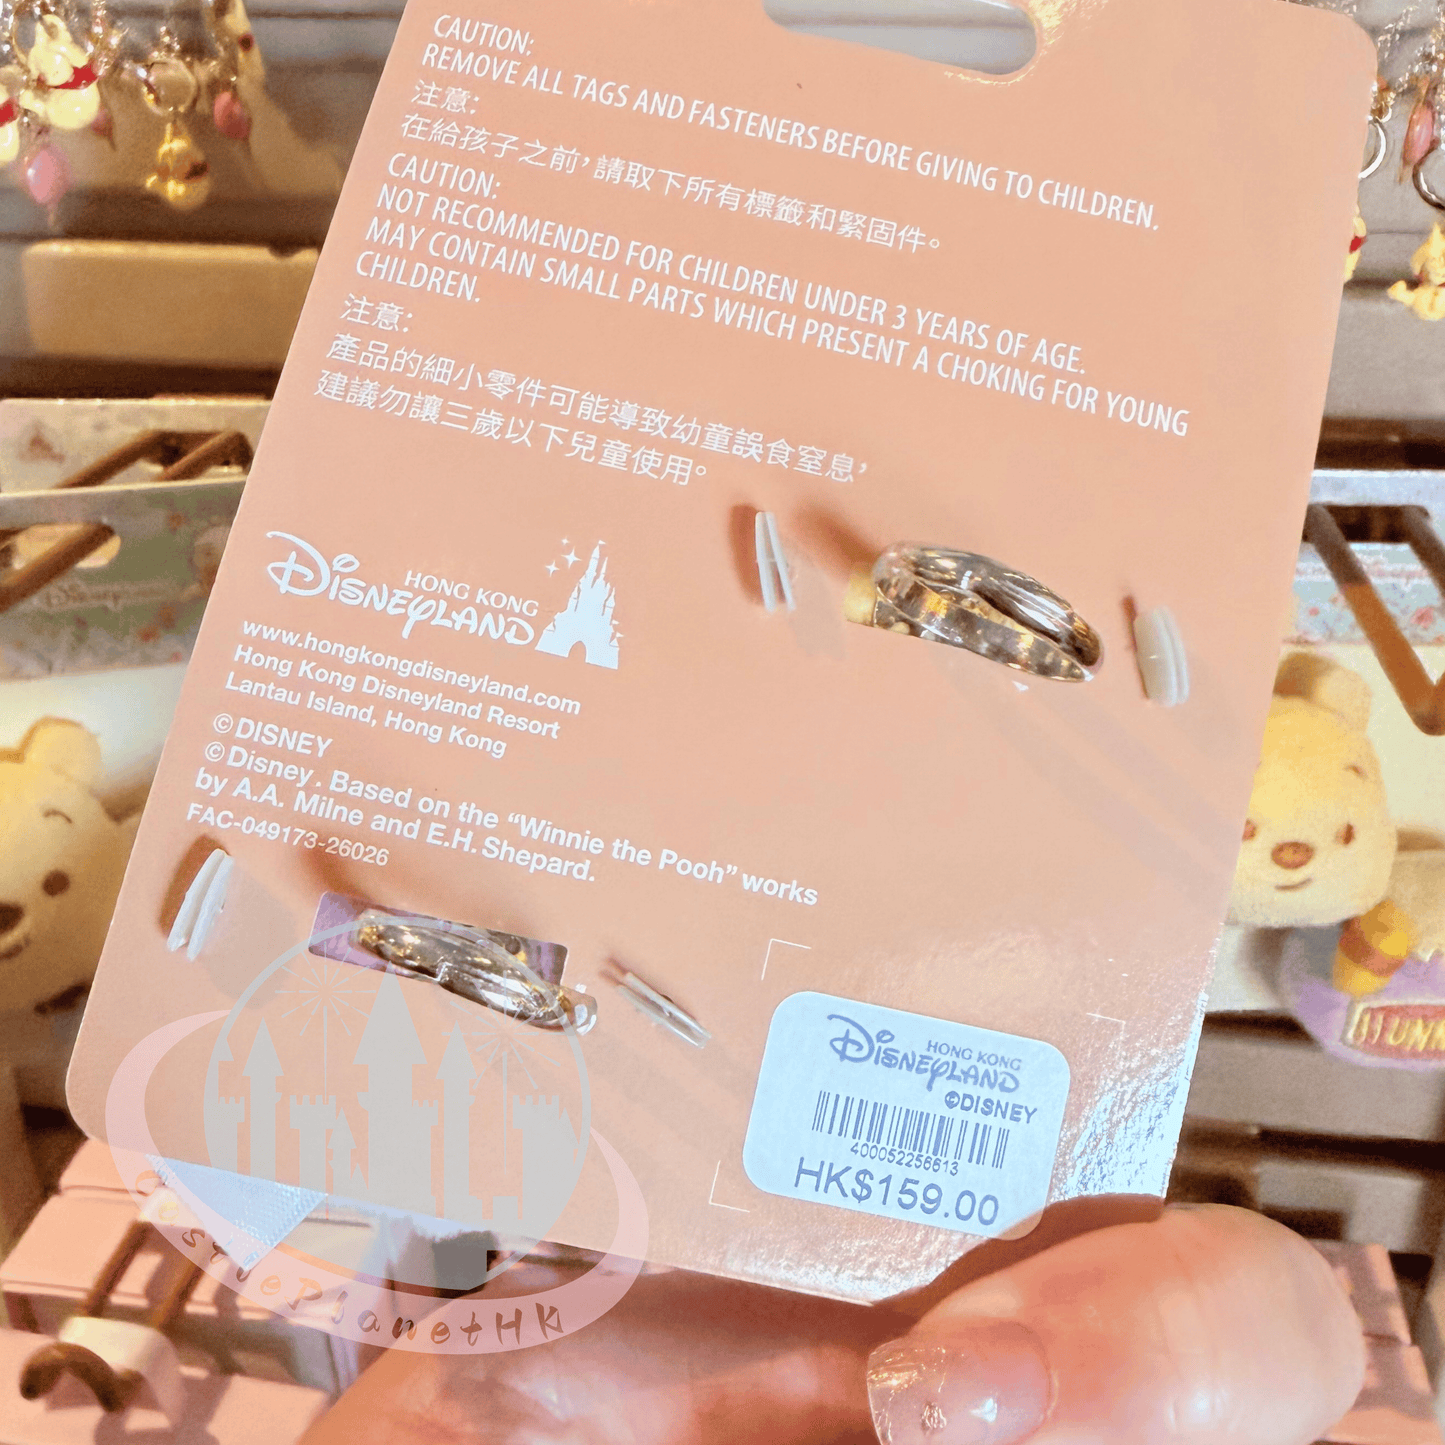 CAUTION:
REMOVE ALL TAGS AND FASTENERS BEFORE GIVING TO CHILDREN.
注意:
在給孩子之前，請取下所有標籤和緊固件。
CAUTION:
NOT RECOMMENDED FOR CHILDREN UNDER 3 YEARS OF AGE.
MAY CONTAIN SMALL PARTS WHICH PRESENT A CHOKING FOR YOUNG
CHILDREN.
注意:
產品的細小零件可能導致幼童誤食窒息，
建議勿讓三歲以下兒童使用。
HONG KONG
DISNEYLAND
www.hongkongdisneyland.com
Hong Kong Disneyland Resort
Lantau Island, Hong Kong
©DISNEY
©Disney. Based on the “Winnie the Pooh” works
by A.A. Milne and E.H. Shepard.
FAC-049173-26026
HONG KONG
DISNEYLAND
©DISNEY
400052256613
HK$159.00
CastlePlanetHK
HUNNY